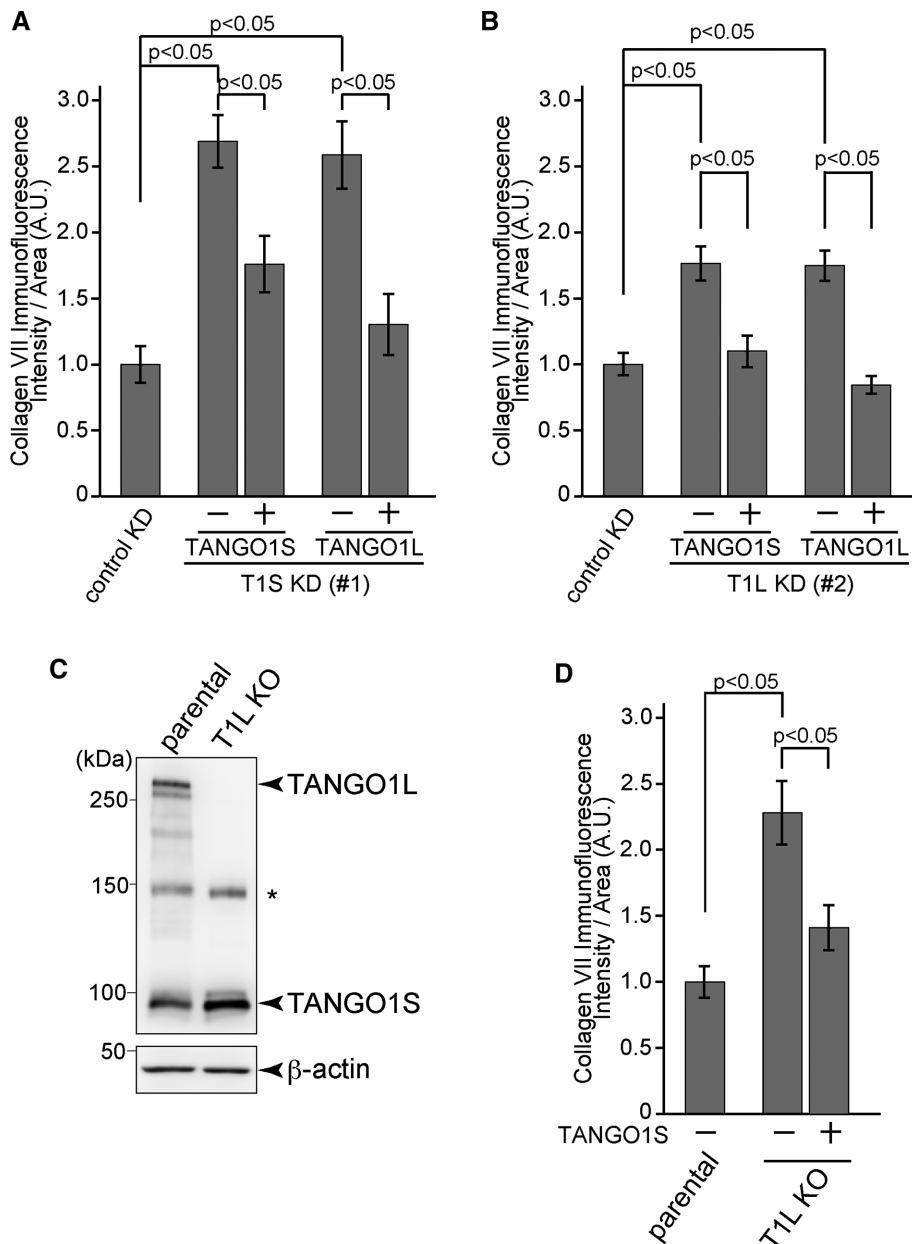 A
p<0.05
p<0.05
p<0.05
p<0.05
Collagen VII Immunofluorescence
Intensity / Area (A.U.)
3.0
2.5
2.0
1.5
1.0
0.5
0
control KD
− + − +
TANGO1S TANGO1L
T1S KD (#1)
B
p<0.05
p<0.05
p<0.05
p<0.05
Collagen VII Immunofluorescence
Intensity / Area (A.U.)
3.0
2.5
2.0
1.5
1.0
0.5
0
control KD
− + − +
TANGO1S TANGO1L
T1L KD (#2)
C
parental
T1L KO
(kDa)
250
150
100
50
TANGO1L
*
TANGO1S
β-actin
D
p<0.05
p<0.05
Collagen VII Immunofluorescence
Intensity / Area (A.U.)
3.0
2.5
2.0
1.5
1.0
0.5
0
TANGO1S − − +
parental
T1L KO